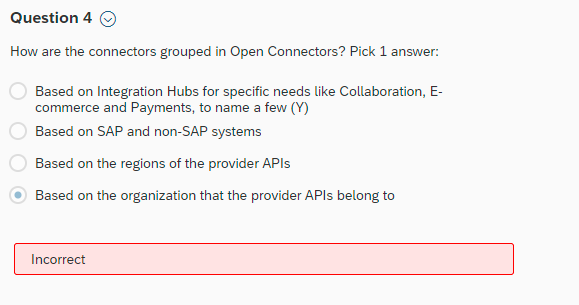 Question 4
How are the connectors grouped in Open Connectors? Pick 1 answer:
Based on Integration Hubs for specific needs like Collaboration, E-
commerce and Payments, to name a few (Y)
Based on SAP and non-SAP systems
Based on the regions of the provider APIs
Based on the organization that the provider APIs belong to
Incorrect